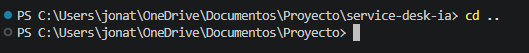 PS C:\Users\jonat\OneDrive\Documentos\Proyecto\service-desk-ia> cd ..
PS C:\Users\jonat\OneDrive\Documentos\Proyecto>